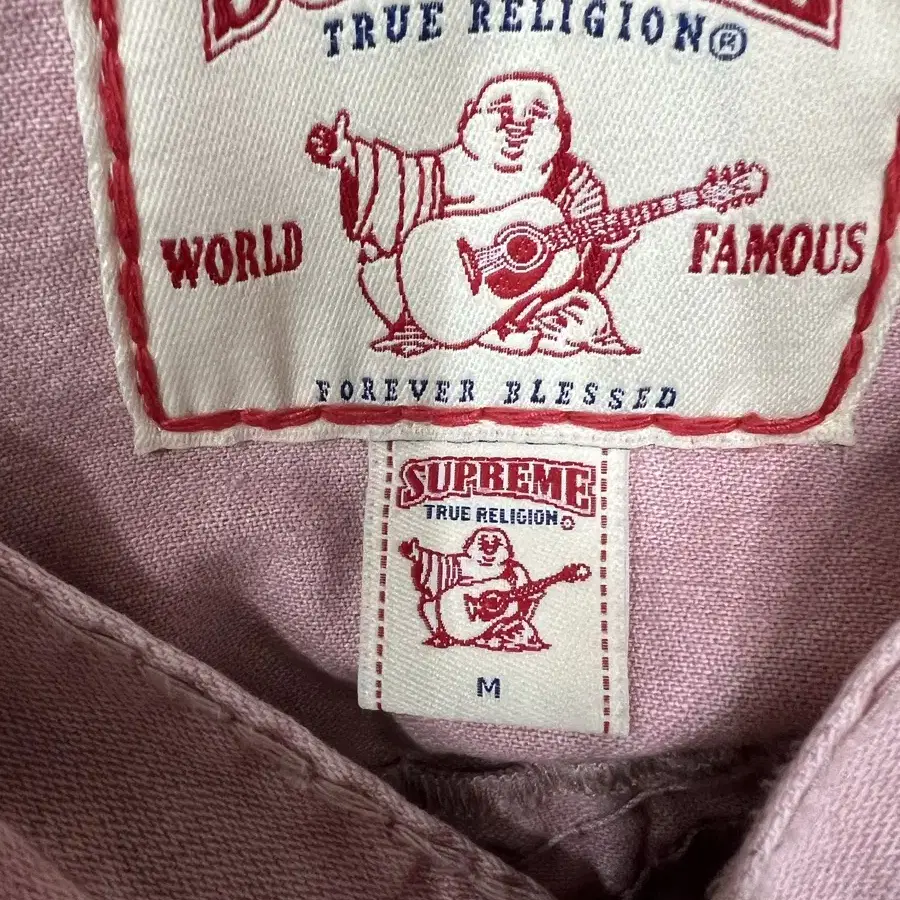 TRUE RELIGION®
WORLD FAMOUS
FOREVER BLESSED
SUPREME
TRUE RELIGION®
M